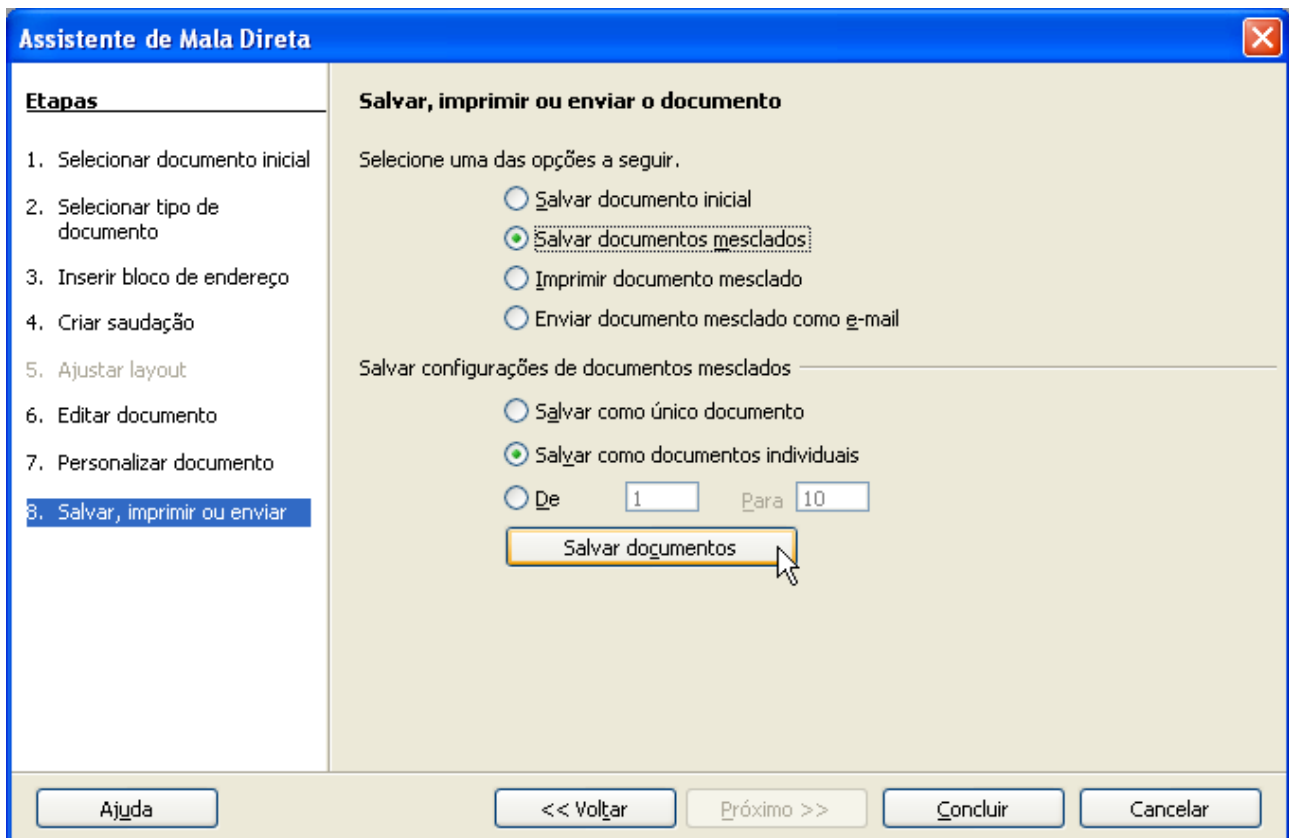 Assistente de Mala Direta
Etapas
1. Selecionar documento inicial
2. Selecionar tipo de
documento
3. Inserir bloco de endereço
4. Criar saudação
5. Ajustar layout
6. Editar documento
7. Personalizar documento
8. Salvar, imprimir ou enviar
Salvar, imprimir ou enviar o documento
Selecione uma das opções a seguir.
Salvar documento inicial
Salvar documentos mesclados
Imprimir documento mesclado
Enviar documento mesclado como e-mail
Salvar configurações de documentos mesclados
Salvar como único documento
Salvar como documentos individuais
De 1 Para 10
Salvar documentos
Ajuda << Voltar Próximo >> Concluir Cancelar